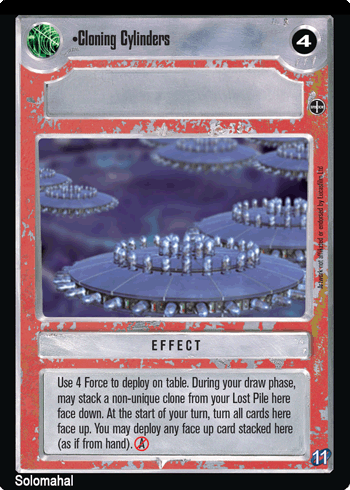 •Cloning Cylinders
4
EFFECT
Use 4 Force to deploy on table. During your draw phase,
may stack a non-unique clone from your Lost Pile here
face down. At the start of your turn, turn all cards here
face up. You may deploy any face up card stacked here
(as if from hand). A
11
Solomahal